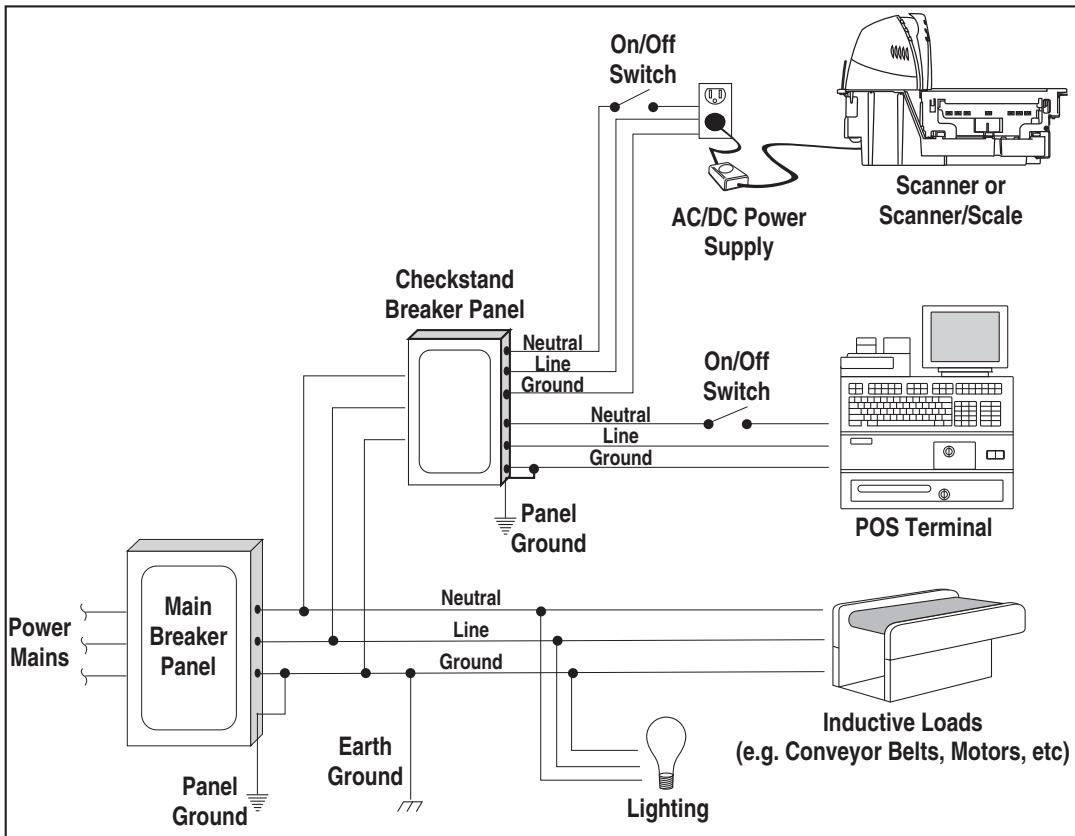 On/Off
Switch
Scanner or
Scanner/Scale
AC/DC Power
Supply
Checkstand
Breaker Panel
Neutral
Line
Ground
On/Off
Switch
Neutral
Line
Ground
POS Terminal
Panel
Ground
Main
Breaker
Panel
Power
Mains
Neutral
Line
Ground
Inductive Loads
(e.g. Conveyor Belts, Motors, etc)
Earth
Ground
Panel
Ground
Lighting